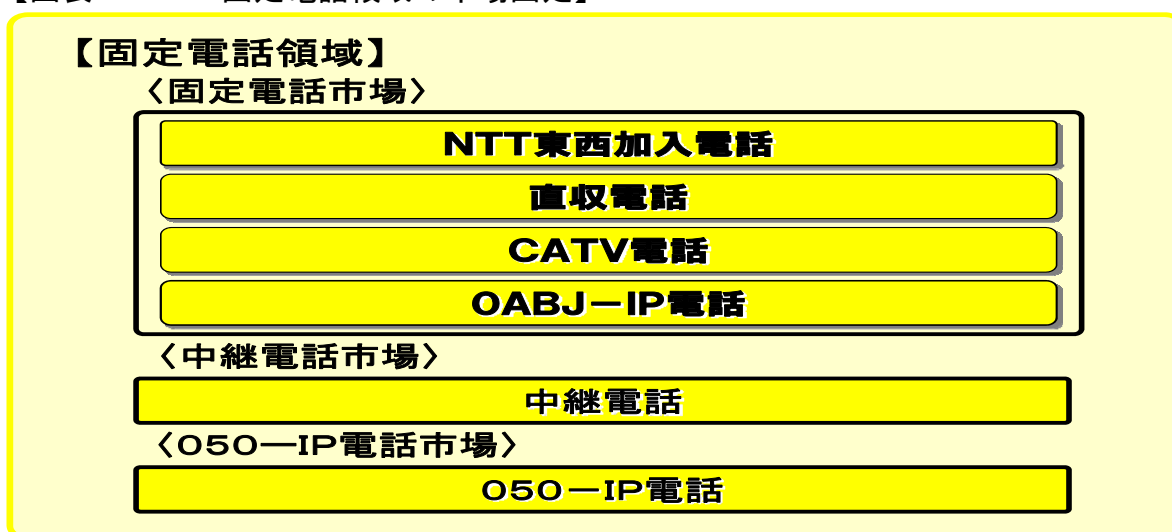 【固定電話領域】
〈固定電話市場〉
NTT東西加入電話
直収電話
CATV電話
0ABJ－IP電話
〈中継電話市場〉
中継電話
〈050―IP電話市場〉
050－IP電話